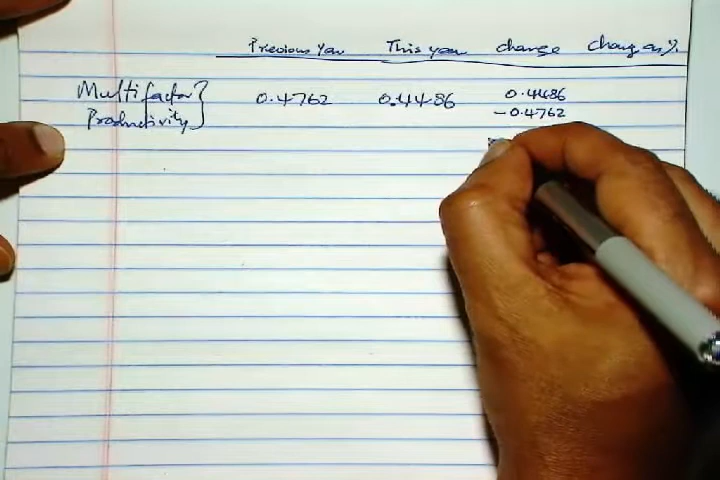 Previous Year This year change Change as %
Multifactor } 0.4762 0.4486 0.4486
Productivity - 0.4762